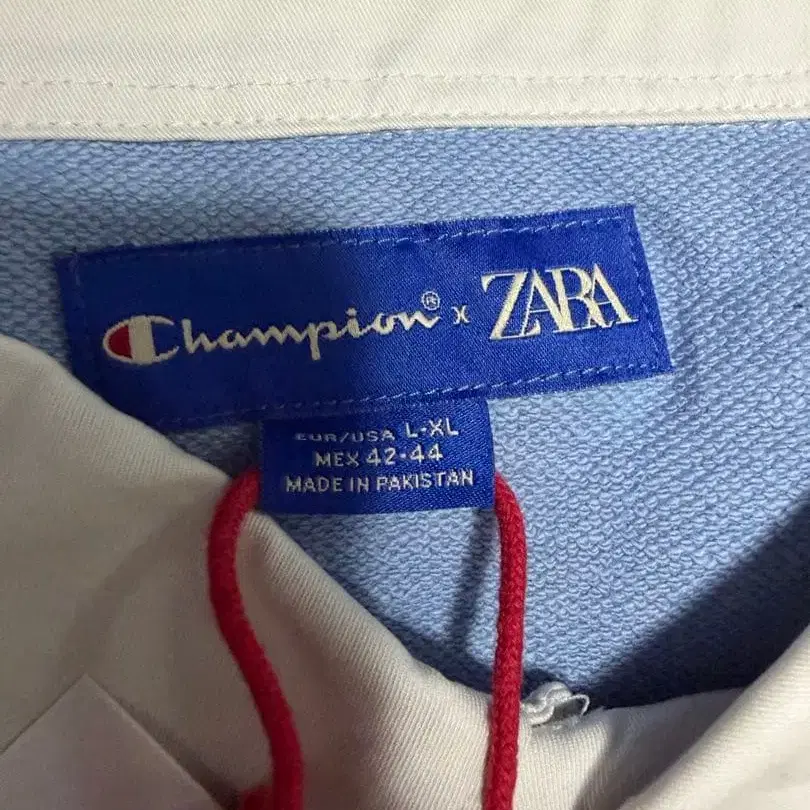 Champion® x ZARA
EUR/USA L-XL
MEX 42-44
MADE IN PAKISTAN